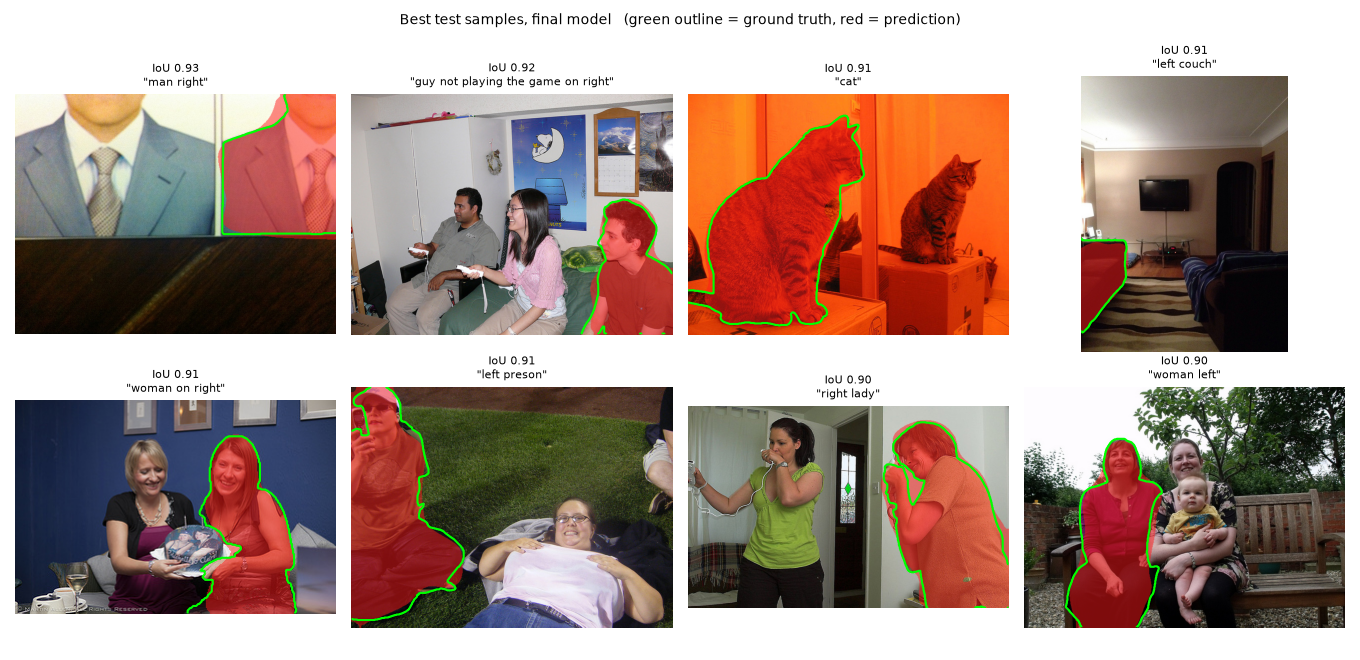 Best test samples, final model   (green outline = ground truth, red = prediction)
IoU 0.93
"man right"
IoU 0.92
"guy not playing the game on right"
IoU 0.91
"cat"
IoU 0.91
"left couch"
IoU 0.91
"woman on right"
IoU 0.91
"left preson"
IoU 0.90
"right lady"
IoU 0.90
"woman left"